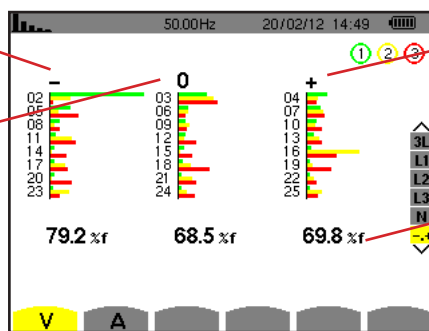 50.00Hz 20/02/12 14:49
1 2 3
- 0 +
02 03 04
05 06 07
08 09 10
11 12 13
14 15 16
17 18 19
20 21 22
23 24 25
3L
L1
L2
L3
N
-.+
79.2 %f 68.5 %f 69.8 %f
V A